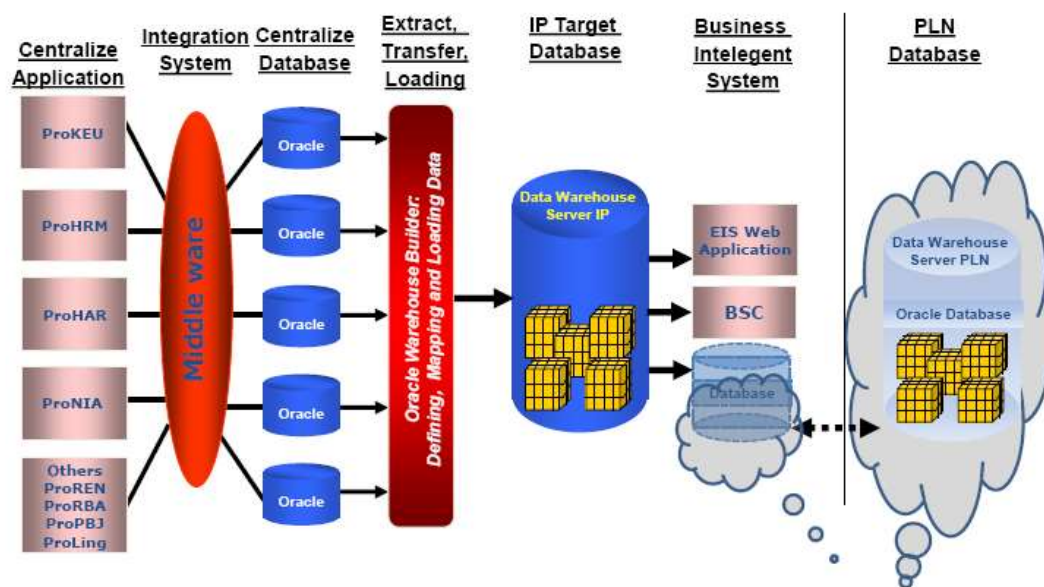 Centralize
Application
Integration
System
Centralize
Database
Extract,
Transfer,
Loading
IP Target
Database
Business
Intelegent
System
PLN
Database
ProKEU
ProHRM
ProHAR
ProNIA
Others
ProREN
ProRBA
ProPBJ
ProLing
Middle ware
Oracle
Oracle
Oracle
Oracle
Oracle
Oracle Warehouse Builder:
Defining, Mapping and Loading Data
Data Warehouse
Server IP
EIS Web
Application
BSC
Database
Data Warehouse
Server PLN
Oracle Database